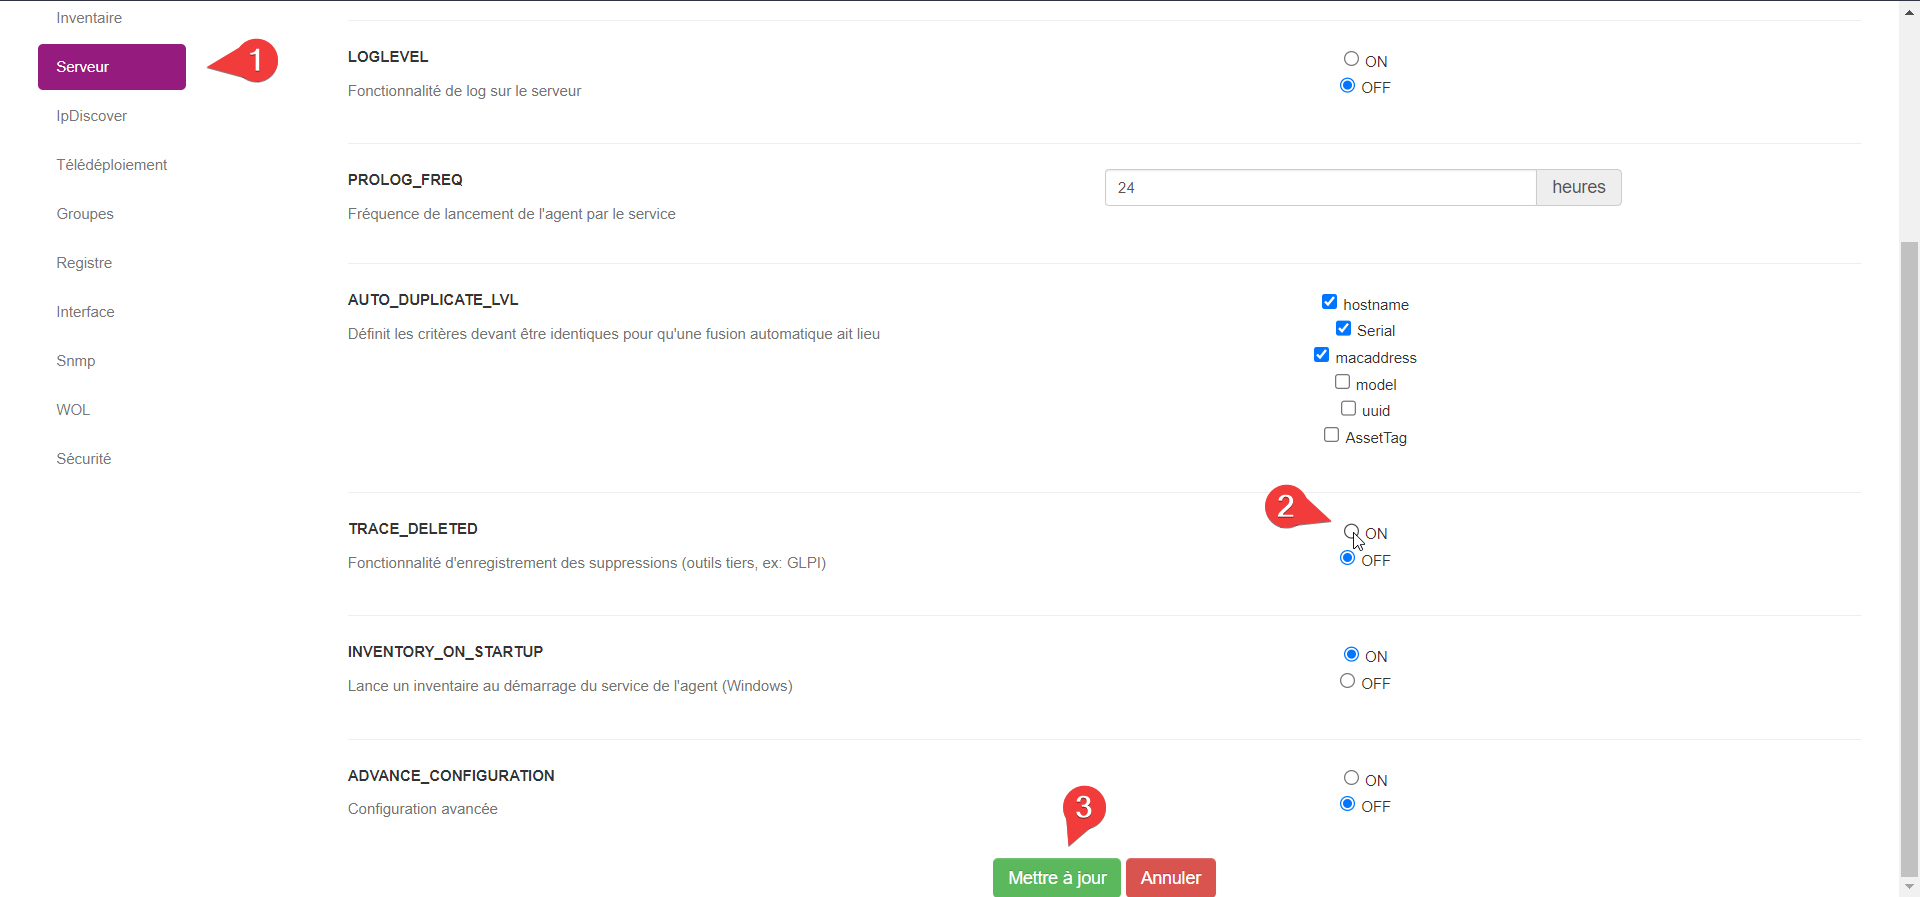 Inventaire
Serveur
1
IpDiscover
Télédéploiement
Groupes
Registre
Interface
Snmp
WOL
Sécurité
LOGLEVEL
Fonctionnalité de log sur le serveur
ON
OFF
PROLOG_FREQ
Fréquence de lancement de l'agent par le service
24
heures
AUTO_DUPLICATE_LVL
Définit les critères devant être identiques pour qu'une fusion automatique ait lieu
hostname
Serial
macaddress
model
uuid
AssetTag
2
TRACE_DELETED
Fonctionnalité d'enregistrement des suppressions (outils tiers, ex: GLPI)
ON
OFF
INVENTORY_ON_STARTUP
Lance un inventaire au démarrage du service de l'agent (Windows)
ON
OFF
ADVANCE_CONFIGURATION
Configuration avancée
ON
OFF
3
Mettre à jour
Annuler